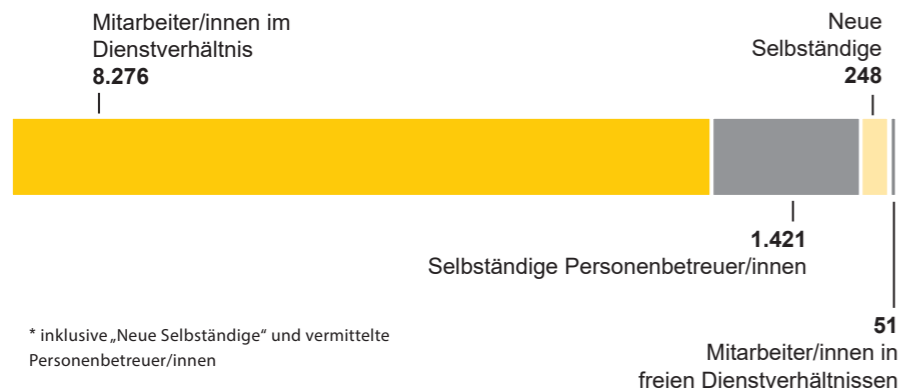 Mitarbeiter/innen im
Dienstverhältnis
8.276
Neue
Selbständige
248
1.421
Selbständige Personenbetreuer/innen
51
Mitarbeiter/innen in
freien Dienstverhältnissen
* inklusive „Neue Selbständige“ und vermittelte
Personenbetreuer/innen